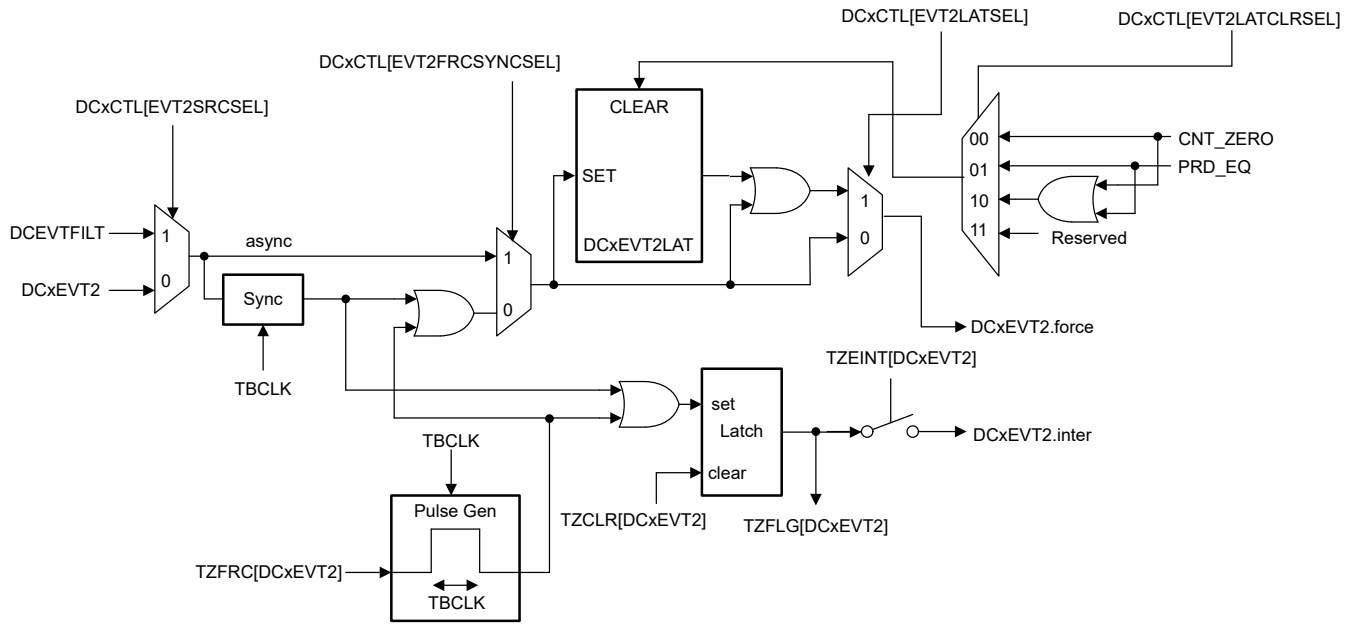 DCxCTL[EVT2LATSEL]
DCxCTL[EVT2LATCLRSEL]
DCxCTL[EVT2FRCSYNCSEL]
DCxCTL[EVT2SRCSEL]
CLEAR
SET
DCxEVT2LAT
00
01
10
11
CNT_ZERO
PRD_EQ
Reserved
1
0
DCEVTFILT
DCxEVT2
1
0
async
Sync
TBCLK
1
0
DCxEVT2.force
TZEINT[DCxEVT2]
set
Latch
clear
DCxEVT2.inter
TZCLR[DCxEVT2]
TZFLG[DCxEVT2]
TBCLK
Pulse Gen
TZFRC[DCxEVT2]
TBCLK